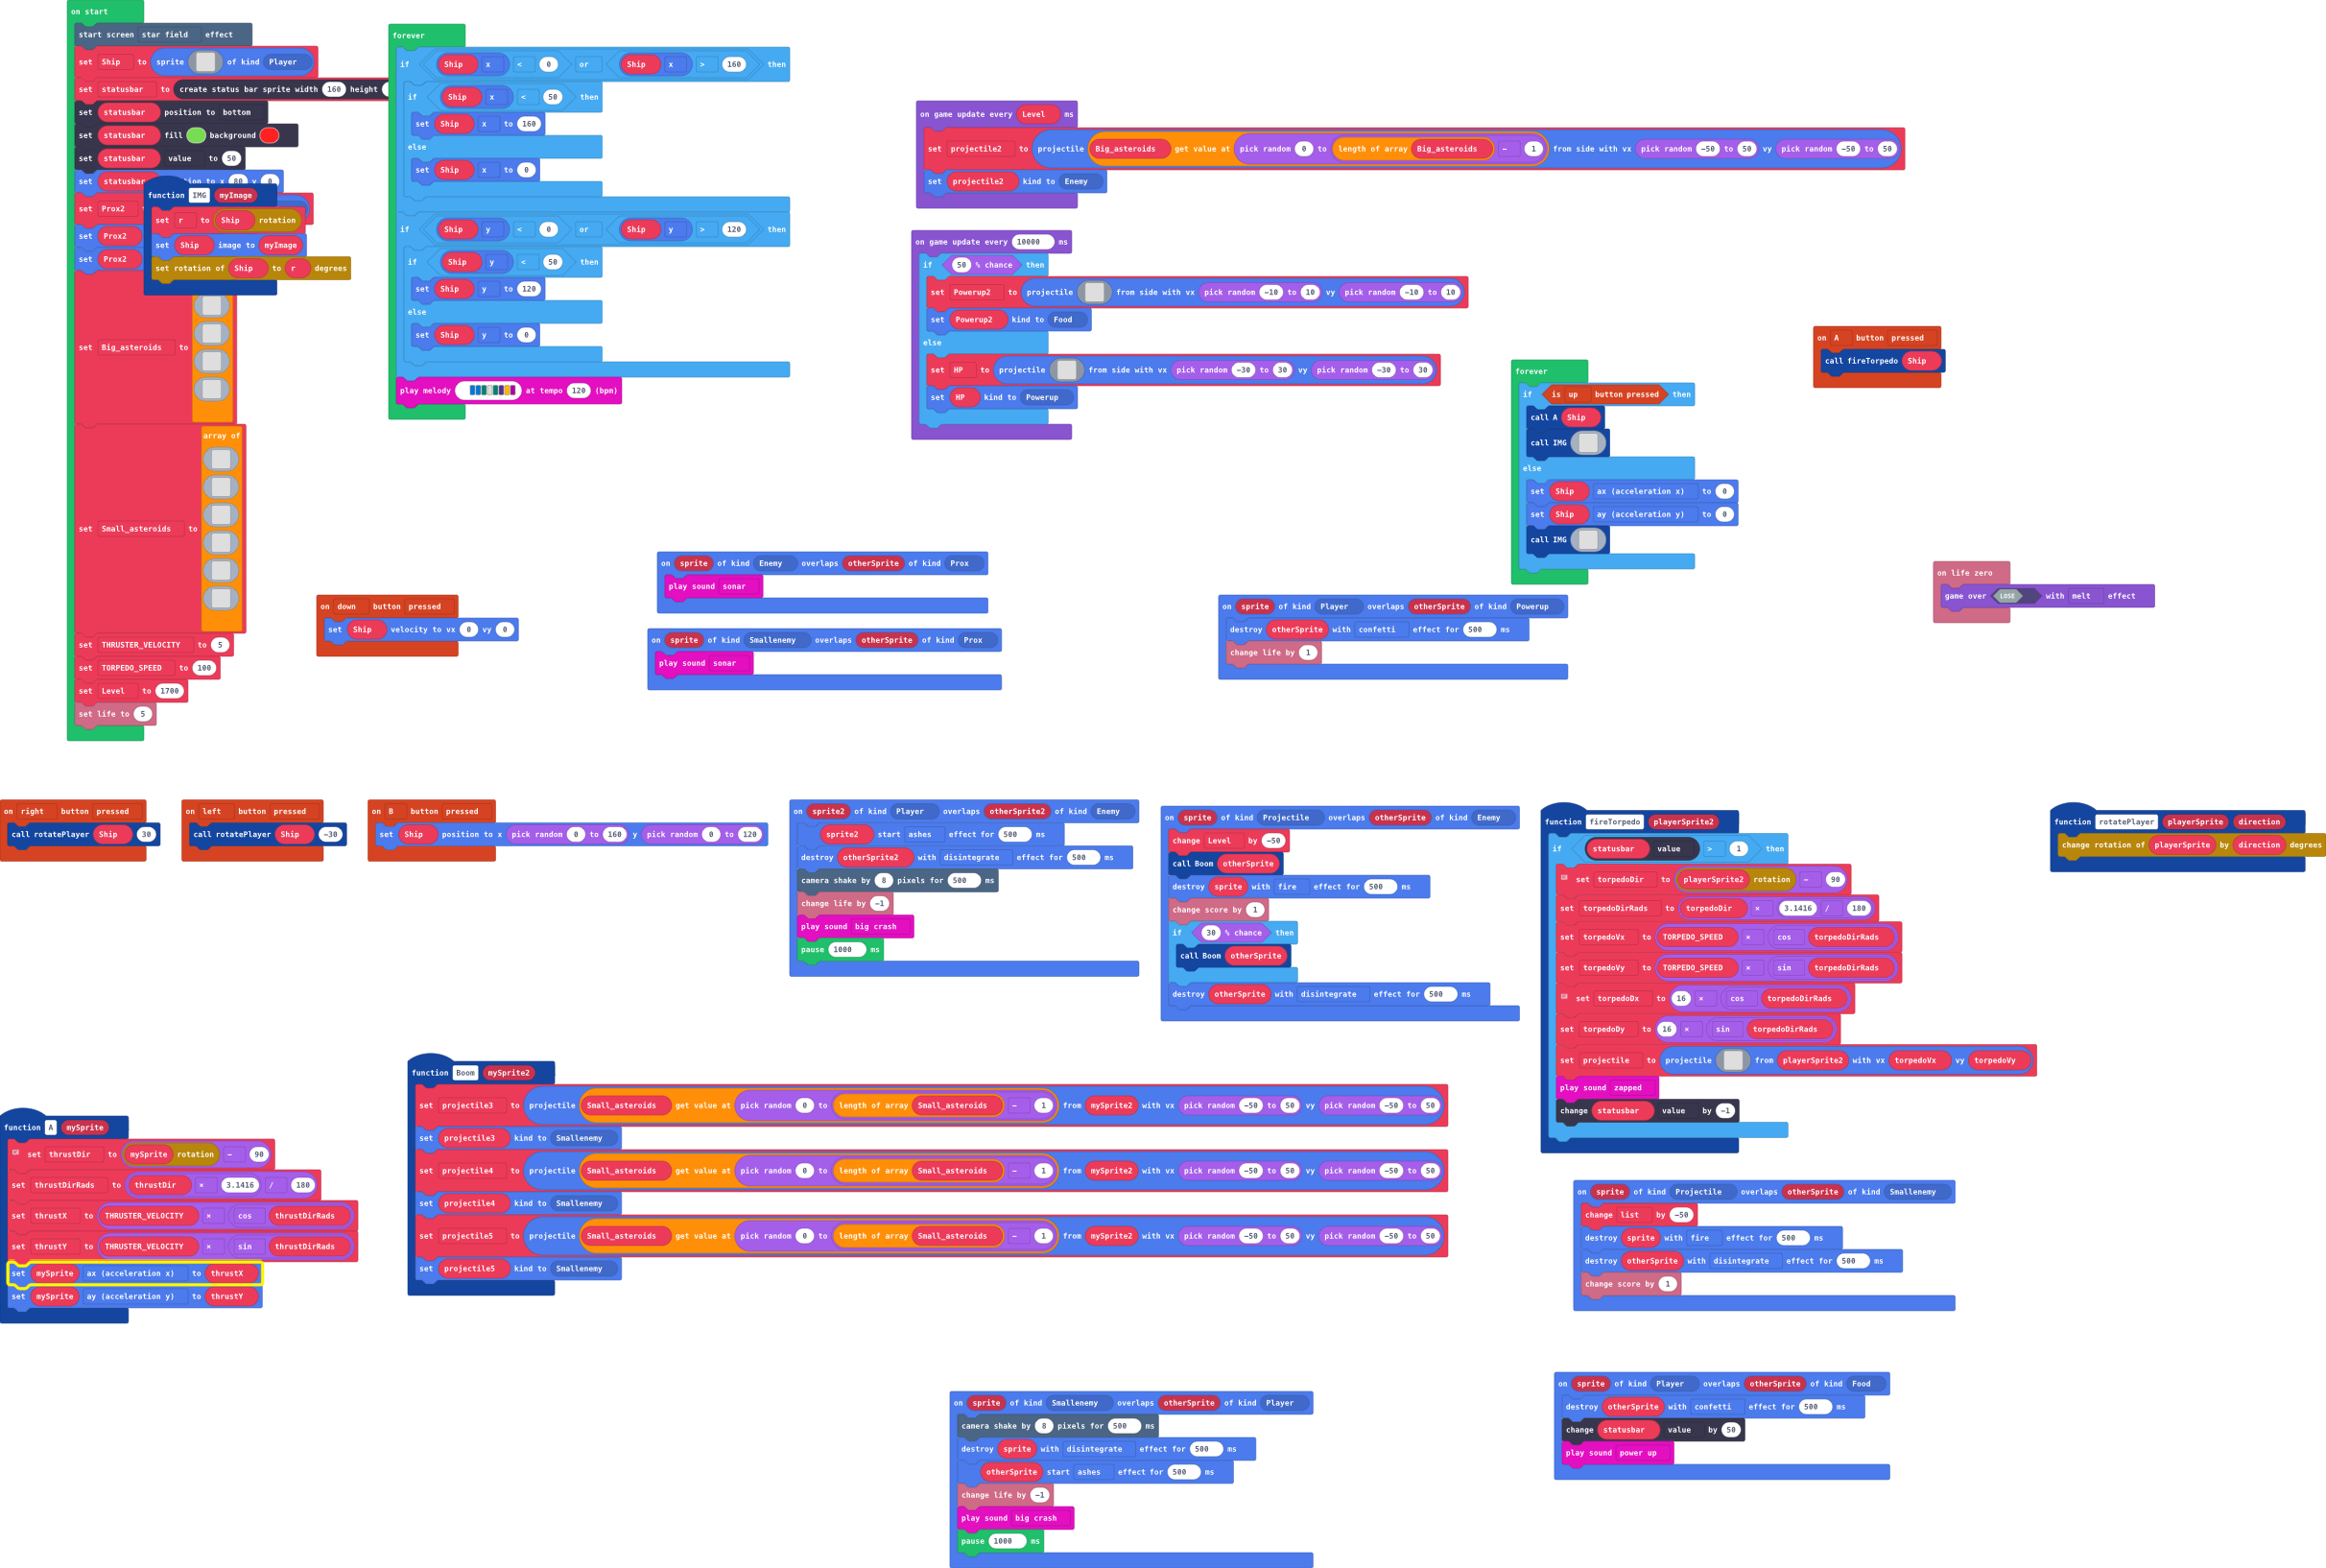 on start
start screen star field effect
set Ship to sprite of kind Player
set statusbar to create status bar sprite width 160 height
set statusbar position to bottom
set statusbar fill background
set statusbar value to 50
set statusbar
set Prox2
set Prox2
set Prox2
set Big_asteroids to
array of
set Small_asteroids to
set THRUSTER_VELOCITY to 5
set TORPEDO_SPEED to 100
set Level to 1700
set life to 5
function IMG myImage
set r to Ship rotation
set Ship image to myImage
set rotation of Ship to r degrees
forever
if Ship x < 0 or Ship x > 160 then
if Ship x < 50 then
set Ship x to 160
else
set Ship x to 0
if Ship y < 0 or Ship y > 120 then
if Ship y < 50 then
set Ship y to 120
else
set Ship y to 0
play melody at tempo 120 (bpm)
on game update every Level ms
set projectile2 to projectile Big_asteroids get value at pick random 0 to length of array Big_asteroids − 1 from side with vx pick random −50 to 50 vy pick random −50 to 50
set projectile2 kind to Enemy
on game update every 10000 ms
if 50 % chance then
set Powerup2 to projectile from side with vx pick random −10 to 10 vy pick random −10 to 10
set Powerup2 kind to Food
else
set HP to projectile from side with vx pick random −30 to 30 vy pick random −30 to 30
set HP kind to Powerup
on A button pressed
call fireTorpedo Ship
forever
if is up button pressed then
call A Ship
call IMG
else
set Ship ax (acceleration x) to 0
set Ship ay (acceleration y) to 0
call IMG
on life zero
game over LOSE with melt effect
on down button pressed
set Ship velocity to vx 0 vy 0
on sprite of kind Enemy overlaps otherSprite of kind Prox
play sound sonar
on sprite of kind Smallenemy overlaps otherSprite of kind Prox
play sound sonar
on sprite of kind Player overlaps otherSprite of kind Powerup
destroy otherSprite with confetti effect for 500 ms
change life by 1
on right button pressed
call rotatePlayer Ship 30
on left button pressed
call rotatePlayer Ship −30
on B button pressed
set Ship position to x pick random 0 to 160 y pick random 0 to 120
on sprite2 of kind Player overlaps otherSprite2 of kind Enemy
sprite2 start ashes effect for 500 ms
destroy otherSprite2 with disintegrate effect for 500 ms
camera shake by 8 pixels for 500 ms
change life by −1
play sound big crash
pause 1000 ms
on sprite of kind Projectile overlaps otherSprite of kind Enemy
change Level by −50
call Boom otherSprite
destroy sprite with fire effect for 500 ms
change score by 1
if 30 % chance then
call Boom otherSprite
destroy otherSprite with disintegrate effect for 500 ms
function fireTorpedo playerSprite2
if statusbar value > 1 then
set torpedoDir to playerSprite2 rotation − 90
set torpedoDirRads to torpedoDir × 3.1416 / 180
set torpedoVx to TORPEDO_SPEED × cos torpedoDirRads
set torpedoVy to TORPEDO_SPEED × sin torpedoDirRads
set torpedoDx to 16 × cos torpedoDirRads
set torpedoDy to 16 × sin torpedoDirRads
set projectile to projectile from playerSprite2 with vx torpedoVx vy torpedoVy
play sound zapped
change statusbar value by −1
function rotatePlayer playerSprite direction
change rotation of playerSprite by direction degrees
function A mySprite
set thrustDir to mySprite rotation − 90
set thrustDirRads to thrustDir × 3.1416 / 180
set thrustX to THRUSTER_VELOCITY × cos thrustDirRads
set thrustY to THRUSTER_VELOCITY × sin thrustDirRads
set mySprite ax (acceleration x) to thrustX
set mySprite ay (acceleration y) to thrustY
function Boom mySprite2
set projectile3 to projectile Small_asteroids get value at pick random 0 to length of array Small_asteroids − 1 from mySprite2 with vx pick random −50 to 50 vy pick random −50 to 50
set projectile3 kind to Smallenemy
set projectile4 to projectile Small_asteroids get value at pick random 0 to length of array Small_asteroids − 1 from mySprite2 with vx pick random −50 to 50 vy pick random −50 to 50
set projectile4 kind to Smallenemy
set projectile5 to projectile Small_asteroids get value at pick random 0 to length of array Small_asteroids − 1 from mySprite2 with vx pick random −50 to 50 vy pick random −50 to 50
set projectile5 kind to Smallenemy
on sprite of kind Projectile overlaps otherSprite of kind Smallenemy
change list by −50
destroy sprite with fire effect for 500 ms
destroy otherSprite with disintegrate effect for 500 ms
change score by 1
on sprite of kind Smallenemy overlaps otherSprite of kind Player
camera shake by 8 pixels for 500 ms
destroy sprite with disintegrate effect for 500 ms
otherSprite start ashes effect for 500 ms
change life by −1
play sound big crash
pause 1000 ms
on sprite of kind Player overlaps otherSprite of kind Food
destroy otherSprite with confetti effect for 500 ms
change statusbar value by 50
play sound power up